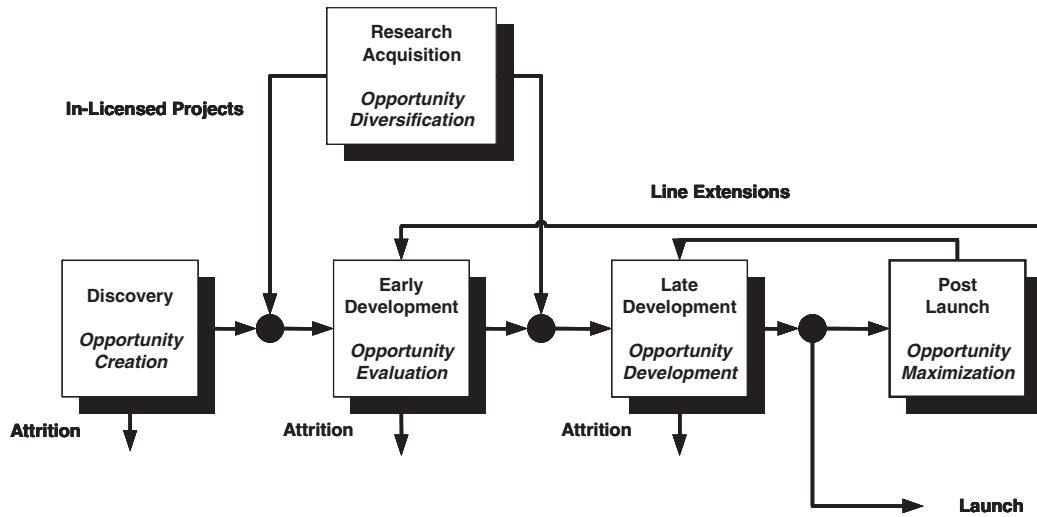 Research
Acquisition
Opportunity
Diversification
In-Licensed Projects
Line Extensions
Discovery
Opportunity
Creation
Early
Development
Opportunity
Evaluation
Late
Development
Opportunity
Development
Post
Launch
Opportunity
Maximization
Attrition
Attrition
Attrition
Launch